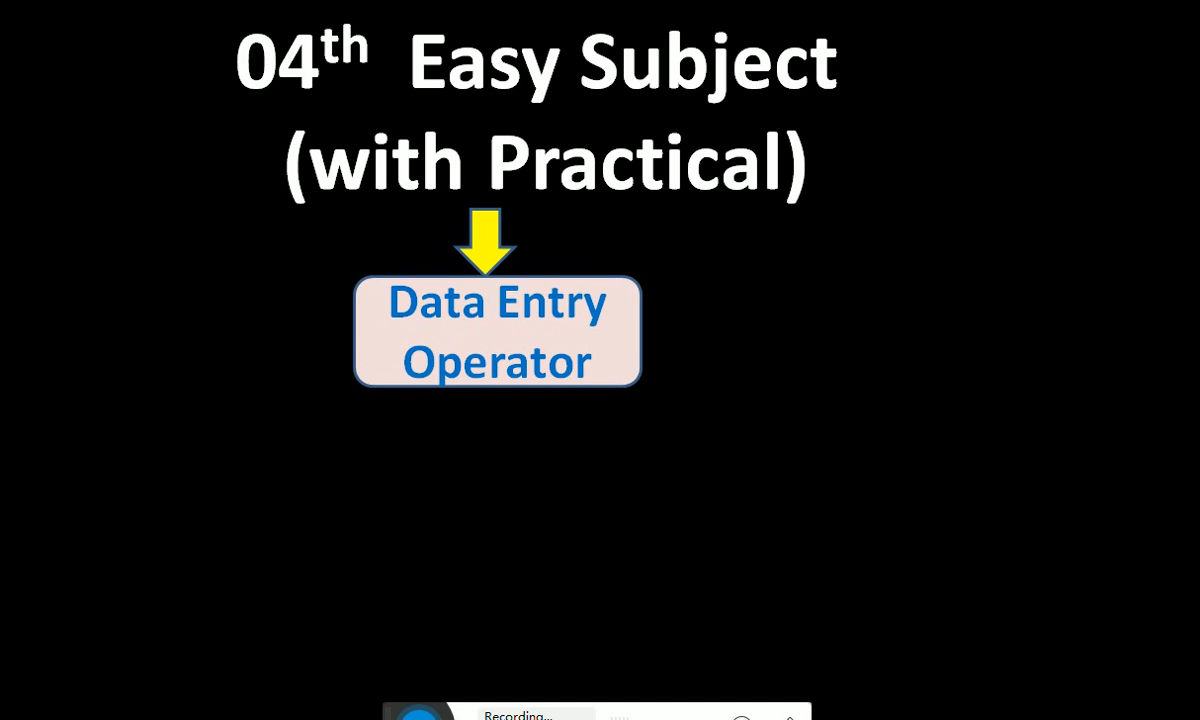 04th Easy Subject
(with Practical)
Data Entry
Operator
Recording...